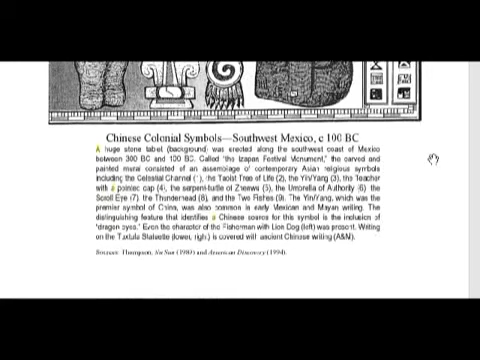 Chinese Colonial Symbols—Southwest Mexico, c 100 BC
A huge stone tablet (background) was erected along the southwest coast of Mexico
between 300 BC and 100 BC. Called "the Izapan Festival Monument," the carved and
painted mural consisted of an assemblage of contemporary Asian religious symbols
including the Celestial Channel (1), the Taoist Tree of Life (2), the Yin/Yang (3), the Teacher
with a pointed cap (4), the serpent-turtle of (5), the Umbrella of Authority (6) the
Scroll Eye (7), the Thunderhead (8), and the Two Fishes (9). The Yin/Yang, which was the
premier symbol of China, was also common in early Mexican and Mayan writing. The
distinguishing feature that identifies a Chinese source for this symbol is the inclusion of
"dragon eyes." Even the character of the Fisherman with Lion Dog (left) was present. Writing
on the Tuxtula Statuette (lower, right) is covered with ancient Chinese writing (A&N).
Sources: Thompson, (1989) and American Discovery (1994).